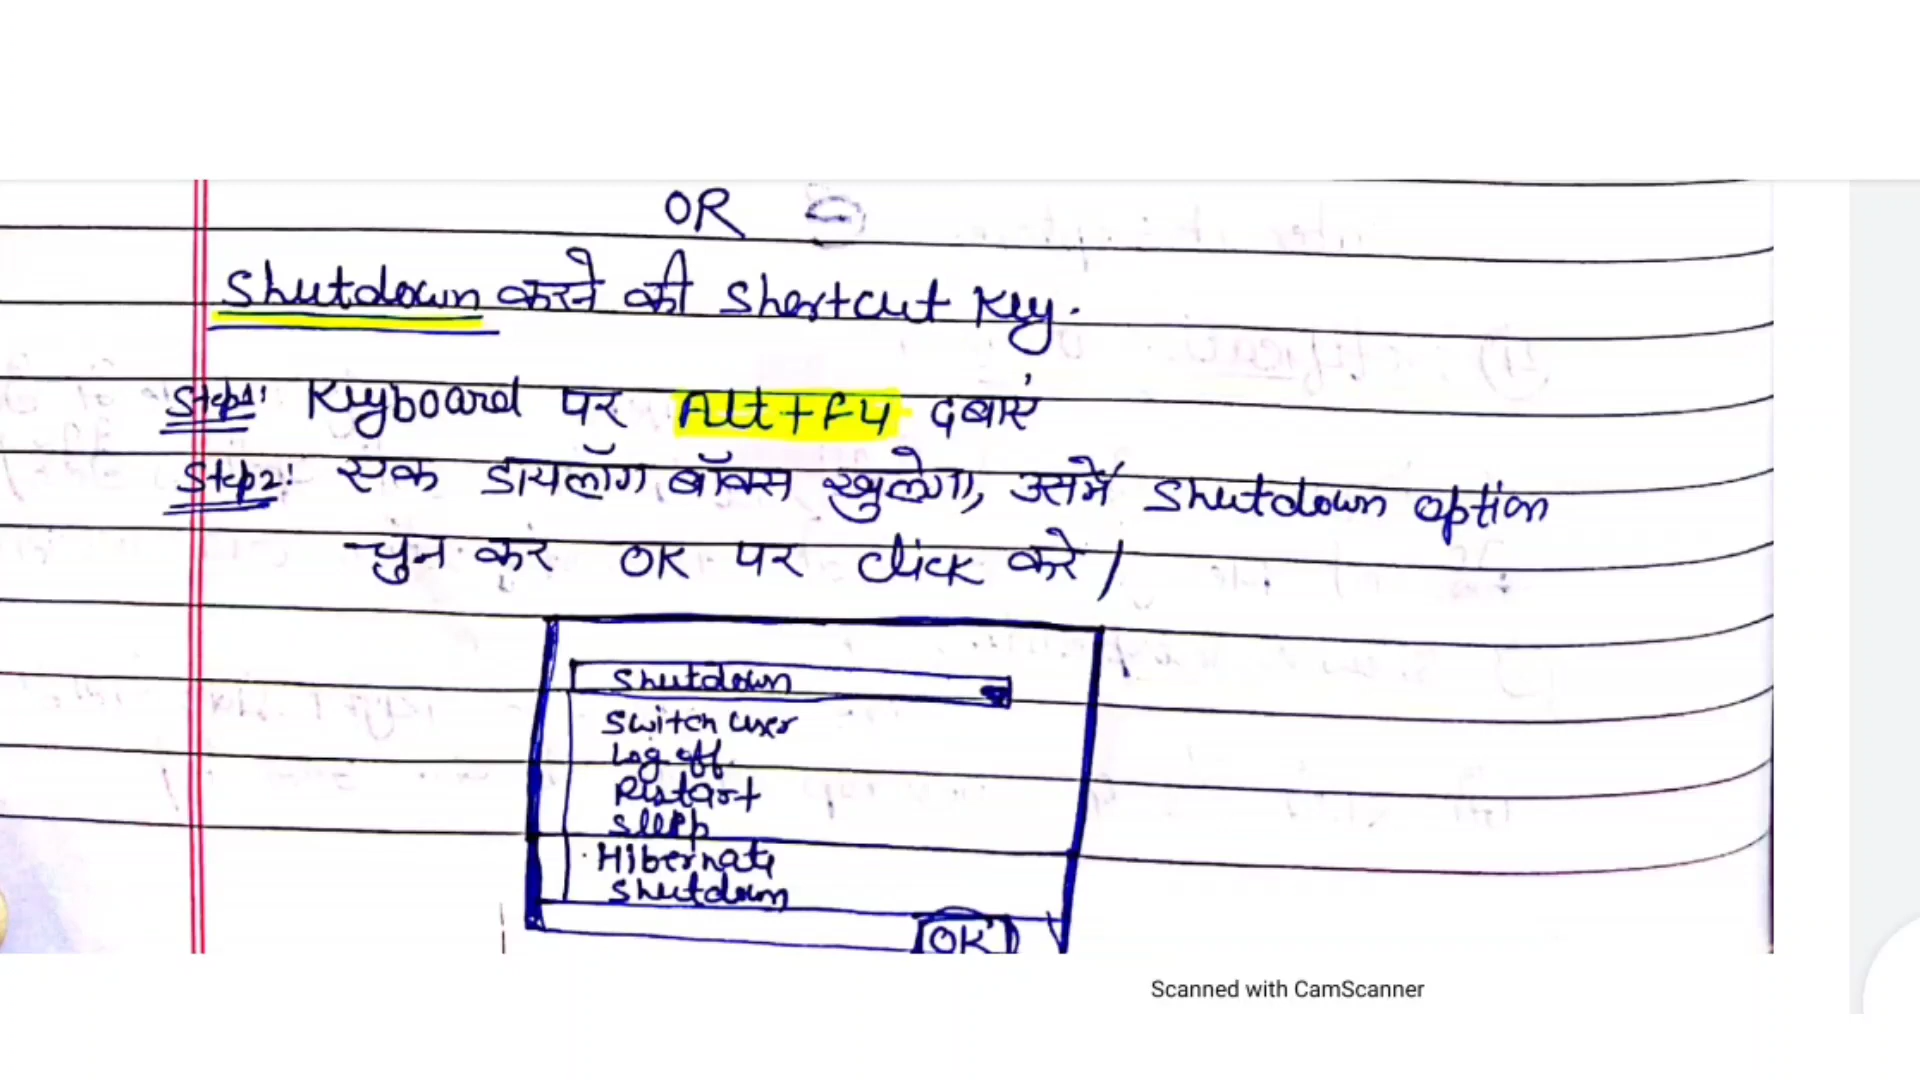 OR
Shutdown करने की Shortcut Key.
Step1: Keyboard पर Alt+F4 दबाएं
Step2: एक डायलॉग बॉक्स खुलेगा, उसमें Shutdown option
चुन कर OK पर click करे।
Shutdown
Switch user
Log off
Restart
Sleep
Hibernate
Shutdown
OK
Scanned with CamScanner